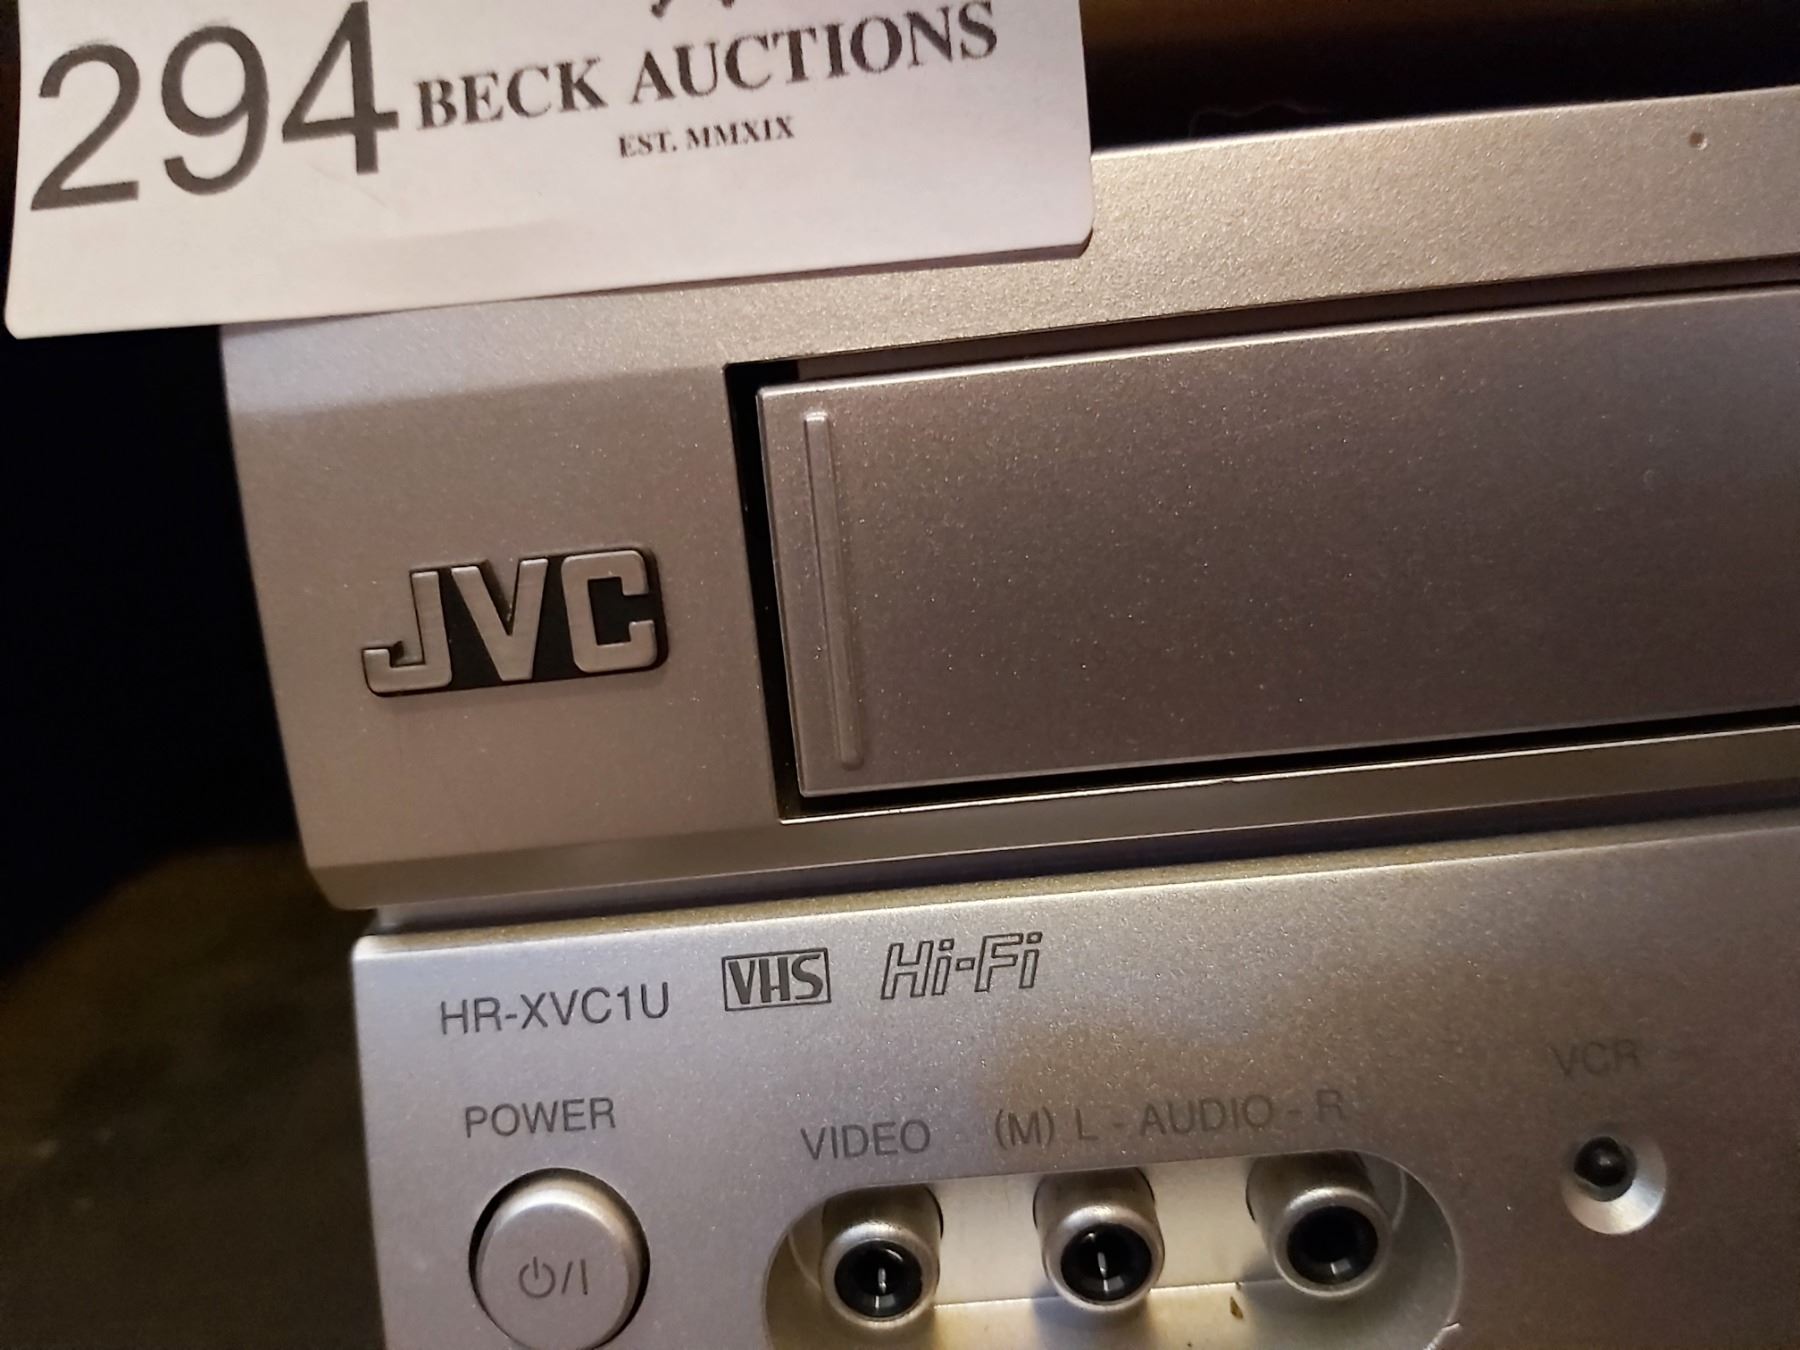 294 BECK AUCTIONS
EST. MMXIX
JVC
HR-XVC1U VHS Hi-Fi
POWER
VIDEO (M) L - AUDIO - R
VCR